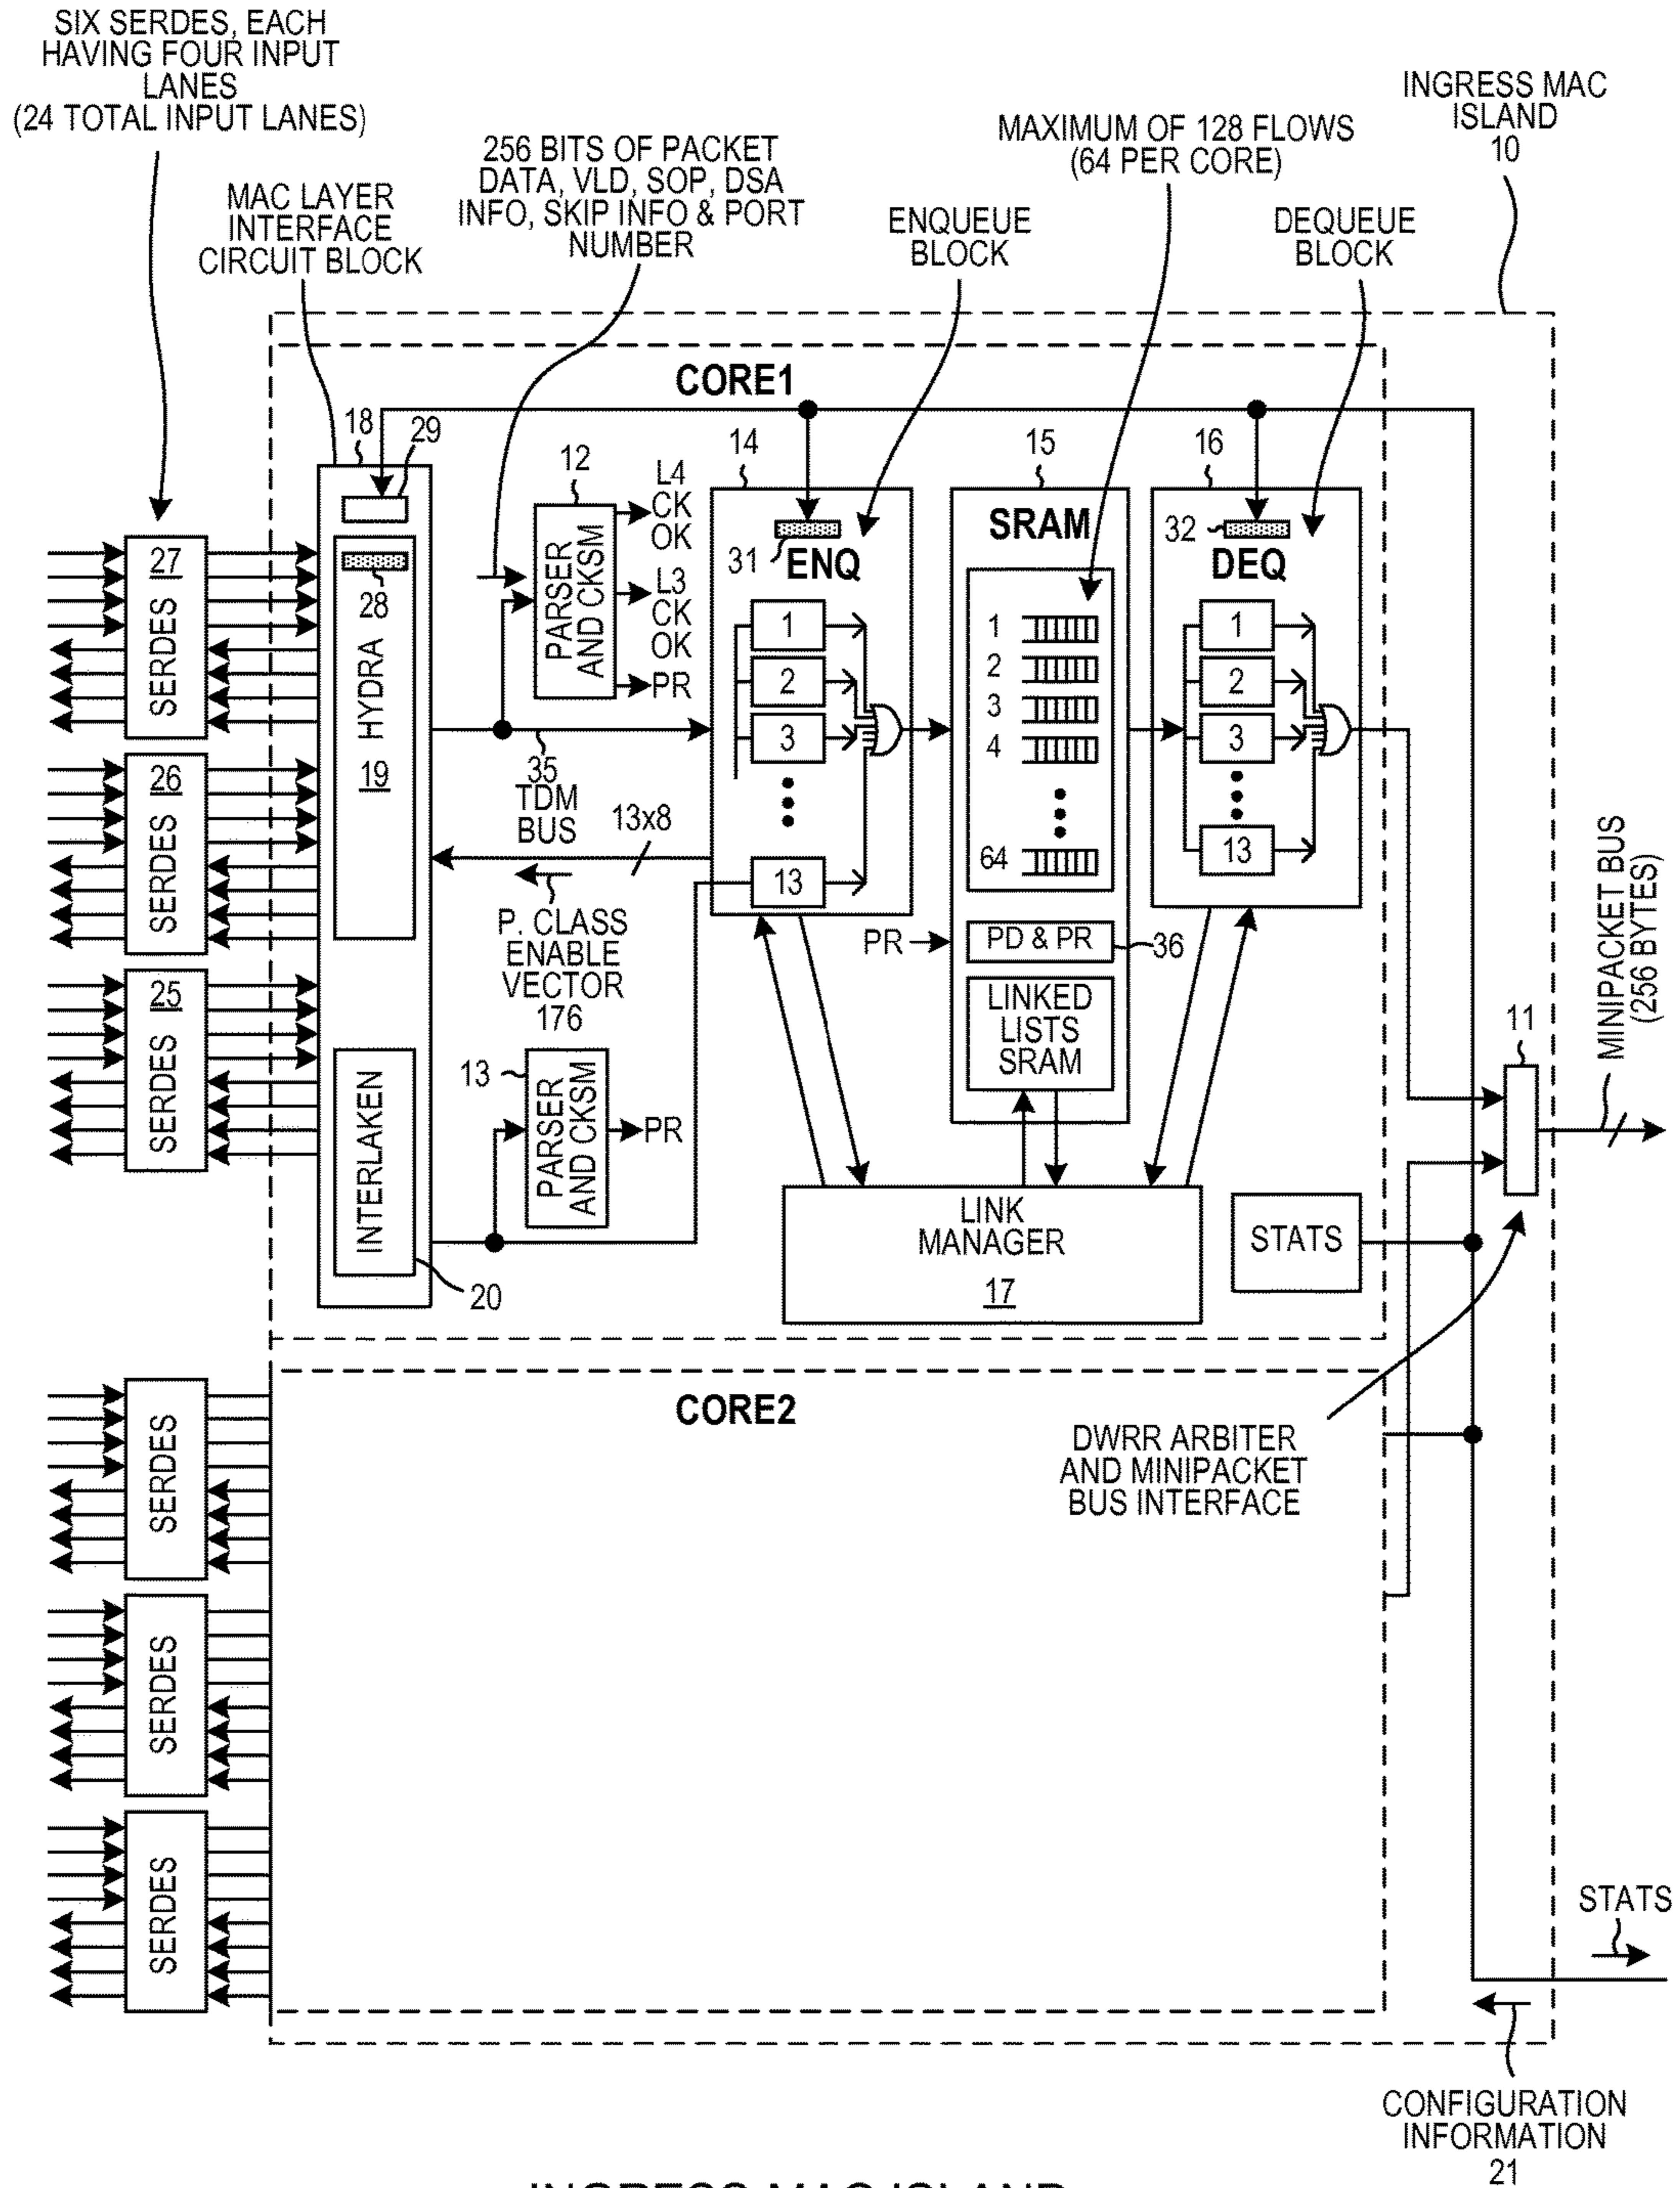 SIX SERDES, EACH
HAVING FOUR INPUT
LANES
(24 TOTAL INPUT LANES)
MAC LAYER
INTERFACE
CIRCUIT BLOCK
256 BITS OF PACKET
DATA, VLD, SOP, DSA
INFO, SKIP INFO & PORT
NUMBER
ENQUEUE
BLOCK
MAXIMUM OF 128 FLOWS
(64 PER CORE)
DEQUEUE
BLOCK
INGRESS MAC
ISLAND
10
CORE1
18
29
27
SERDES
26
SERDES
25
SERDES
28
HYDRA
19
INTERLAKEN
20
12
PARSER
AND CKSM
L4
CK
OK
L3
CK
OK
PR
35
TDM
BUS
13x8
P. CLASS
ENABLE
VECTOR
176
13
PARSER
AND CKSM
PR
14
31
ENQ
1
2
3
13
15
SRAM
1
2
3
4
64
PR
PD & PR
36
LINKED
LISTS
SRAM
16
32
DEQ
1
2
3
13
LINK
MANAGER
17
STATS
11
MINIPACKET BUS
(256 BYTES)
CORE2
SERDES
SERDES
SERDES
DWRR ARBITER
AND MINIPACKET
BUS INTERFACE
STATS
CONFIGURATION
INFORMATION
21
INGRESS MAC ISLAND